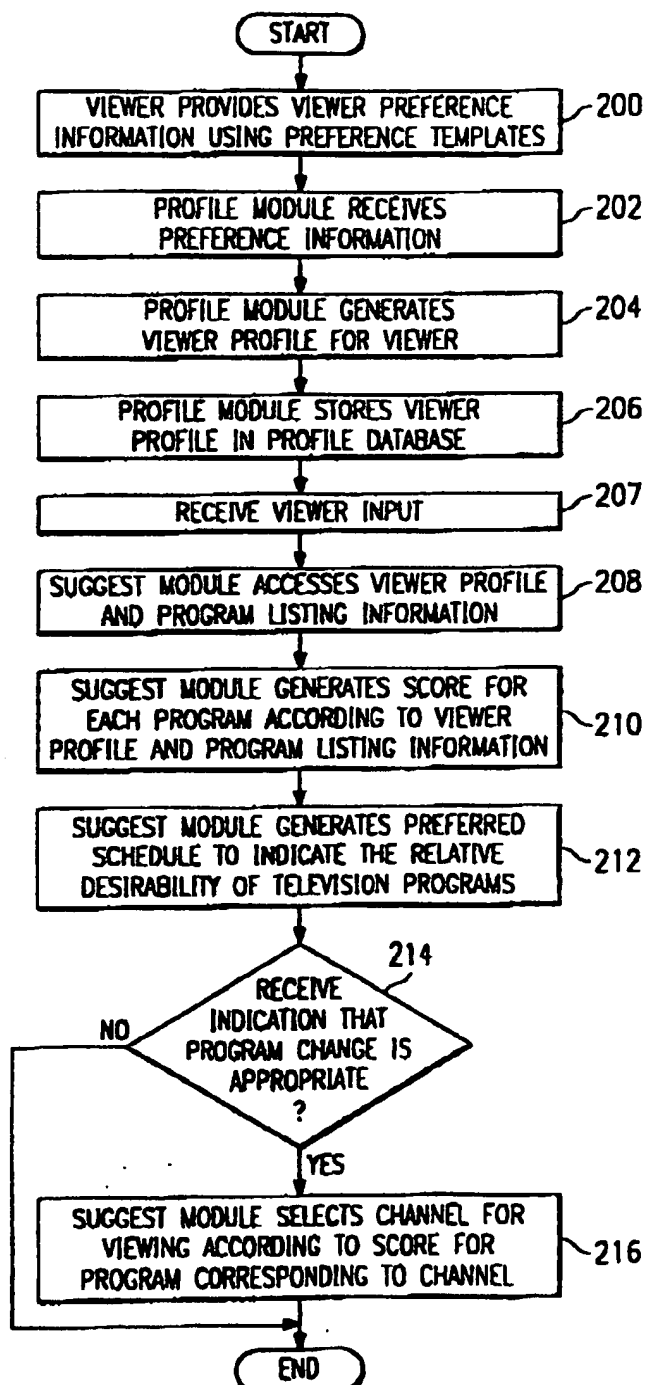 START
VIEWER PROVIDES VIEWER PREFERENCE
INFORMATION USING PREFERENCE TEMPLATES
200
PROFILE MODULE RECEIVES
PREFERENCE INFORMATION
202
PROFILE MODULE GENERATES
VIEWER PROFILE FOR VIEWER
204
PROFILE MODULE STORES VIEWER
PROFILE IN PROFILE DATABASE
206
RECEIVE VIEWER INPUT
207
SUGGEST MODULE ACCESSES VIEWER PROFILE
AND PROGRAM LISTING INFORMATION
208
SUGGEST MODULE GENERATES SCORE FOR
EACH PROGRAM ACCORDING TO VIEWER
PROFILE AND PROGRAM LISTING INFORMATION
210
SUGGEST MODULE GENERATES PREFERRED
SCHEDULE TO INDICATE THE RELATIVE
DESIRABILITY OF TELEVISION PROGRAMS
212
214
RECEIVE
INDICATION THAT
PROGRAM CHANGE IS
APPROPRIATE
?
NO
YES
SUGGEST MODULE SELECTS CHANNEL FOR
VIEWING ACCORDING TO SCORE FOR
PROGRAM CORRESPONDING TO CHANNEL
216
END